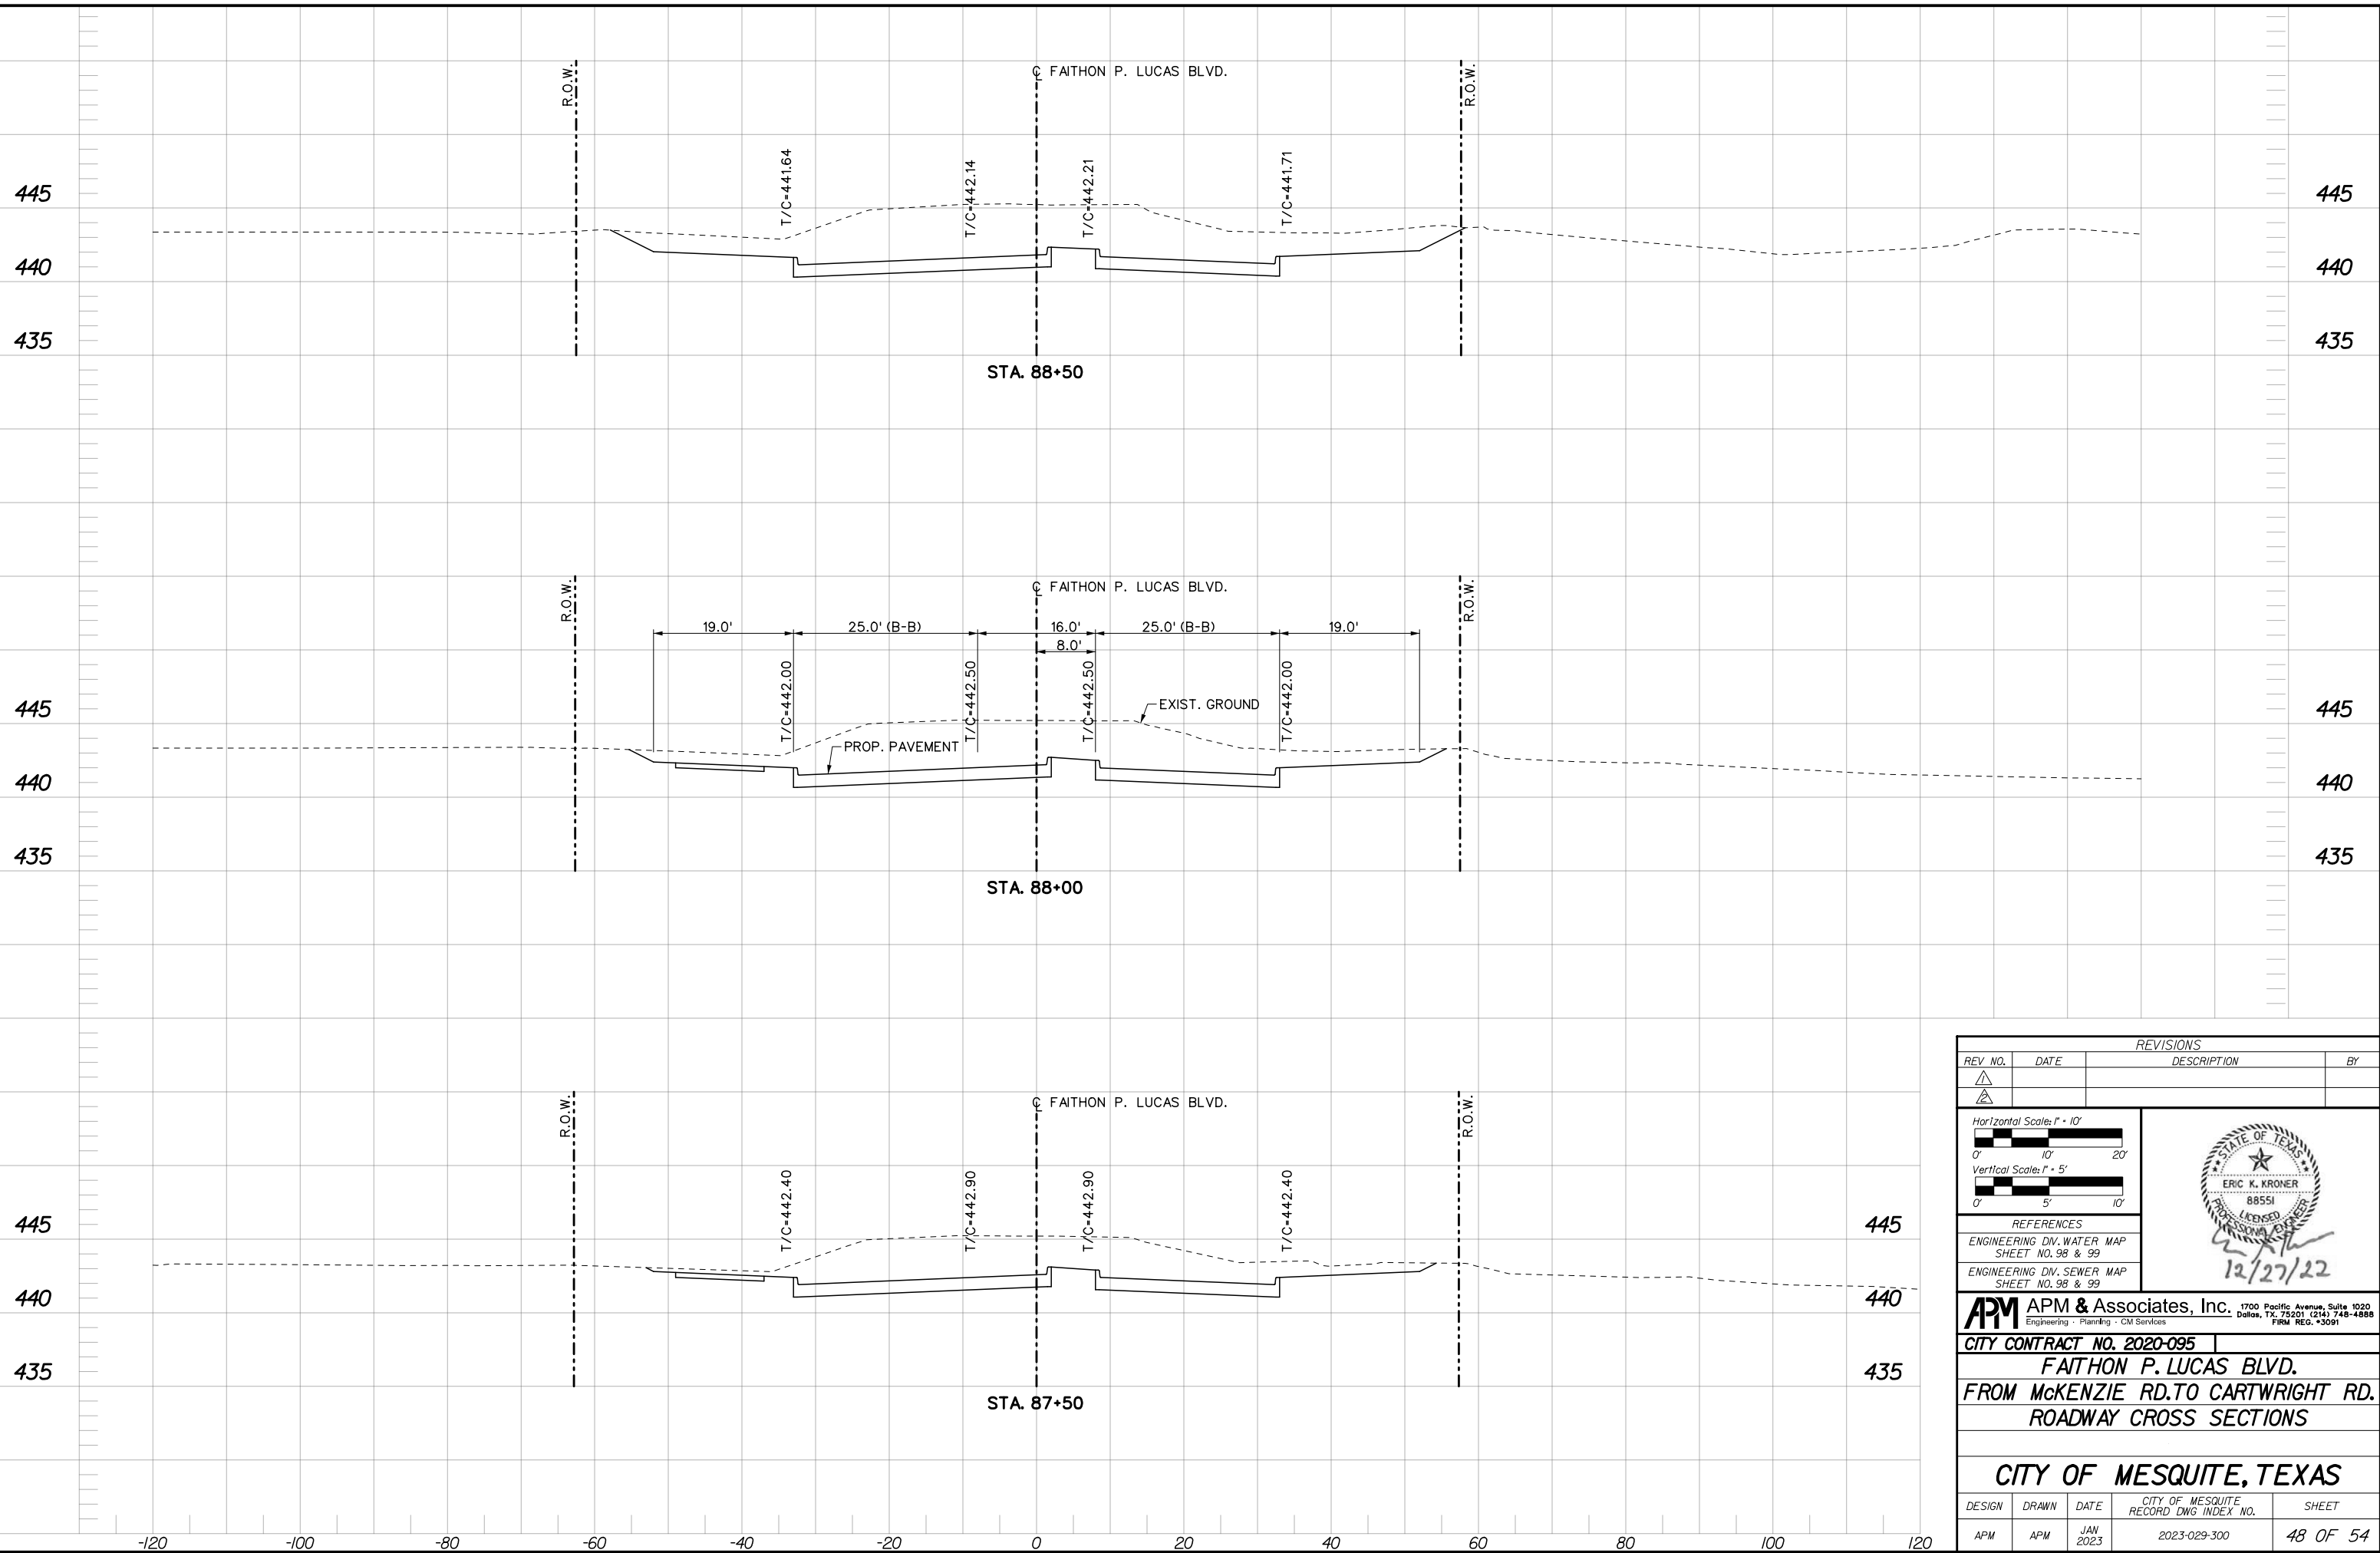 R.O.W.
℄ FAITHON P. LUCAS BLVD.
R.O.W.
T/C=441.64
T/C=442.14
T/C=442.21
T/C=441.71
445
445
440
440
435
435
STA. 88+50
R.O.W.
℄ FAITHON P. LUCAS BLVD.
R.O.W.
19.0'
25.0' (B-B)
16.0'
25.0' (B-B)
19.0'
8.0'
T/C=442.00
T/C=442.50
T/C=442.50
T/C=442.00
EXIST. GROUND
PROP. PAVEMENT
445
445
440
440
435
435
STA. 88+00
R.O.W.
℄ FAITHON P. LUCAS BLVD.
R.O.W.
T/C=442.40
T/C=442.90
T/C=442.90
T/C=442.40
445
445
440
440
435
435
STA. 87+50
-120 -100 -80 -60 -40 -20 0 20 40 60 80 100 120
REVISIONS
REV NO. DATE DESCRIPTION BY
1
2
Horizontal Scale: 1" = 10'
0' 10' 20'
Vertical Scale: 1" = 5'
0' 5' 10'
STATE OF TEXAS
ERIC K. KRONER
88551
LICENSED
PROFESSIONAL ENGINEER
12/27/22
REFERENCES
ENGINEERING DIV. WATER MAP
SHEET NO. 98 & 99
ENGINEERING DIV. SEWER MAP
SHEET NO. 98 & 99
APM
APM & Associates, Inc.
Engineering - Planning - CM Services
1700 Pacific Avenue, Suite 1020
Dallas, TX. 75201 (214) 748-4888
FIRM REG. #3091
CITY CONTRACT NO. 2020-095
FAITHON P. LUCAS BLVD.
FROM McKENZIE RD. TO CARTWRIGHT RD.
ROADWAY CROSS SECTIONS
CITY OF MESQUITE, TEXAS
DESIGN DRAWN DATE CITY OF MESQUITE RECORD DWG INDEX NO. SHEET
APM APM JAN 2023 2023-029-300 48 OF 54